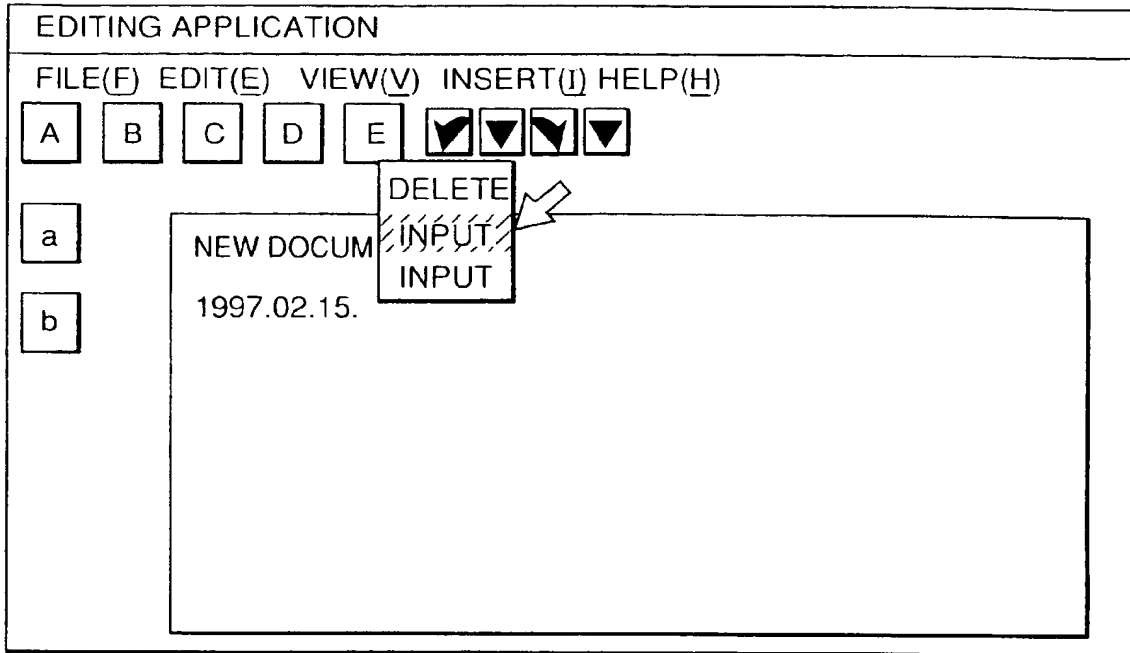 EDITING APPLICATION
FILE(F) EDIT(E) VIEW(V) INSERT(I) HELP(H)
A B C D E
DELETE
a
NEW DOCUM INPUT
INPUT
1997.02.15.
b